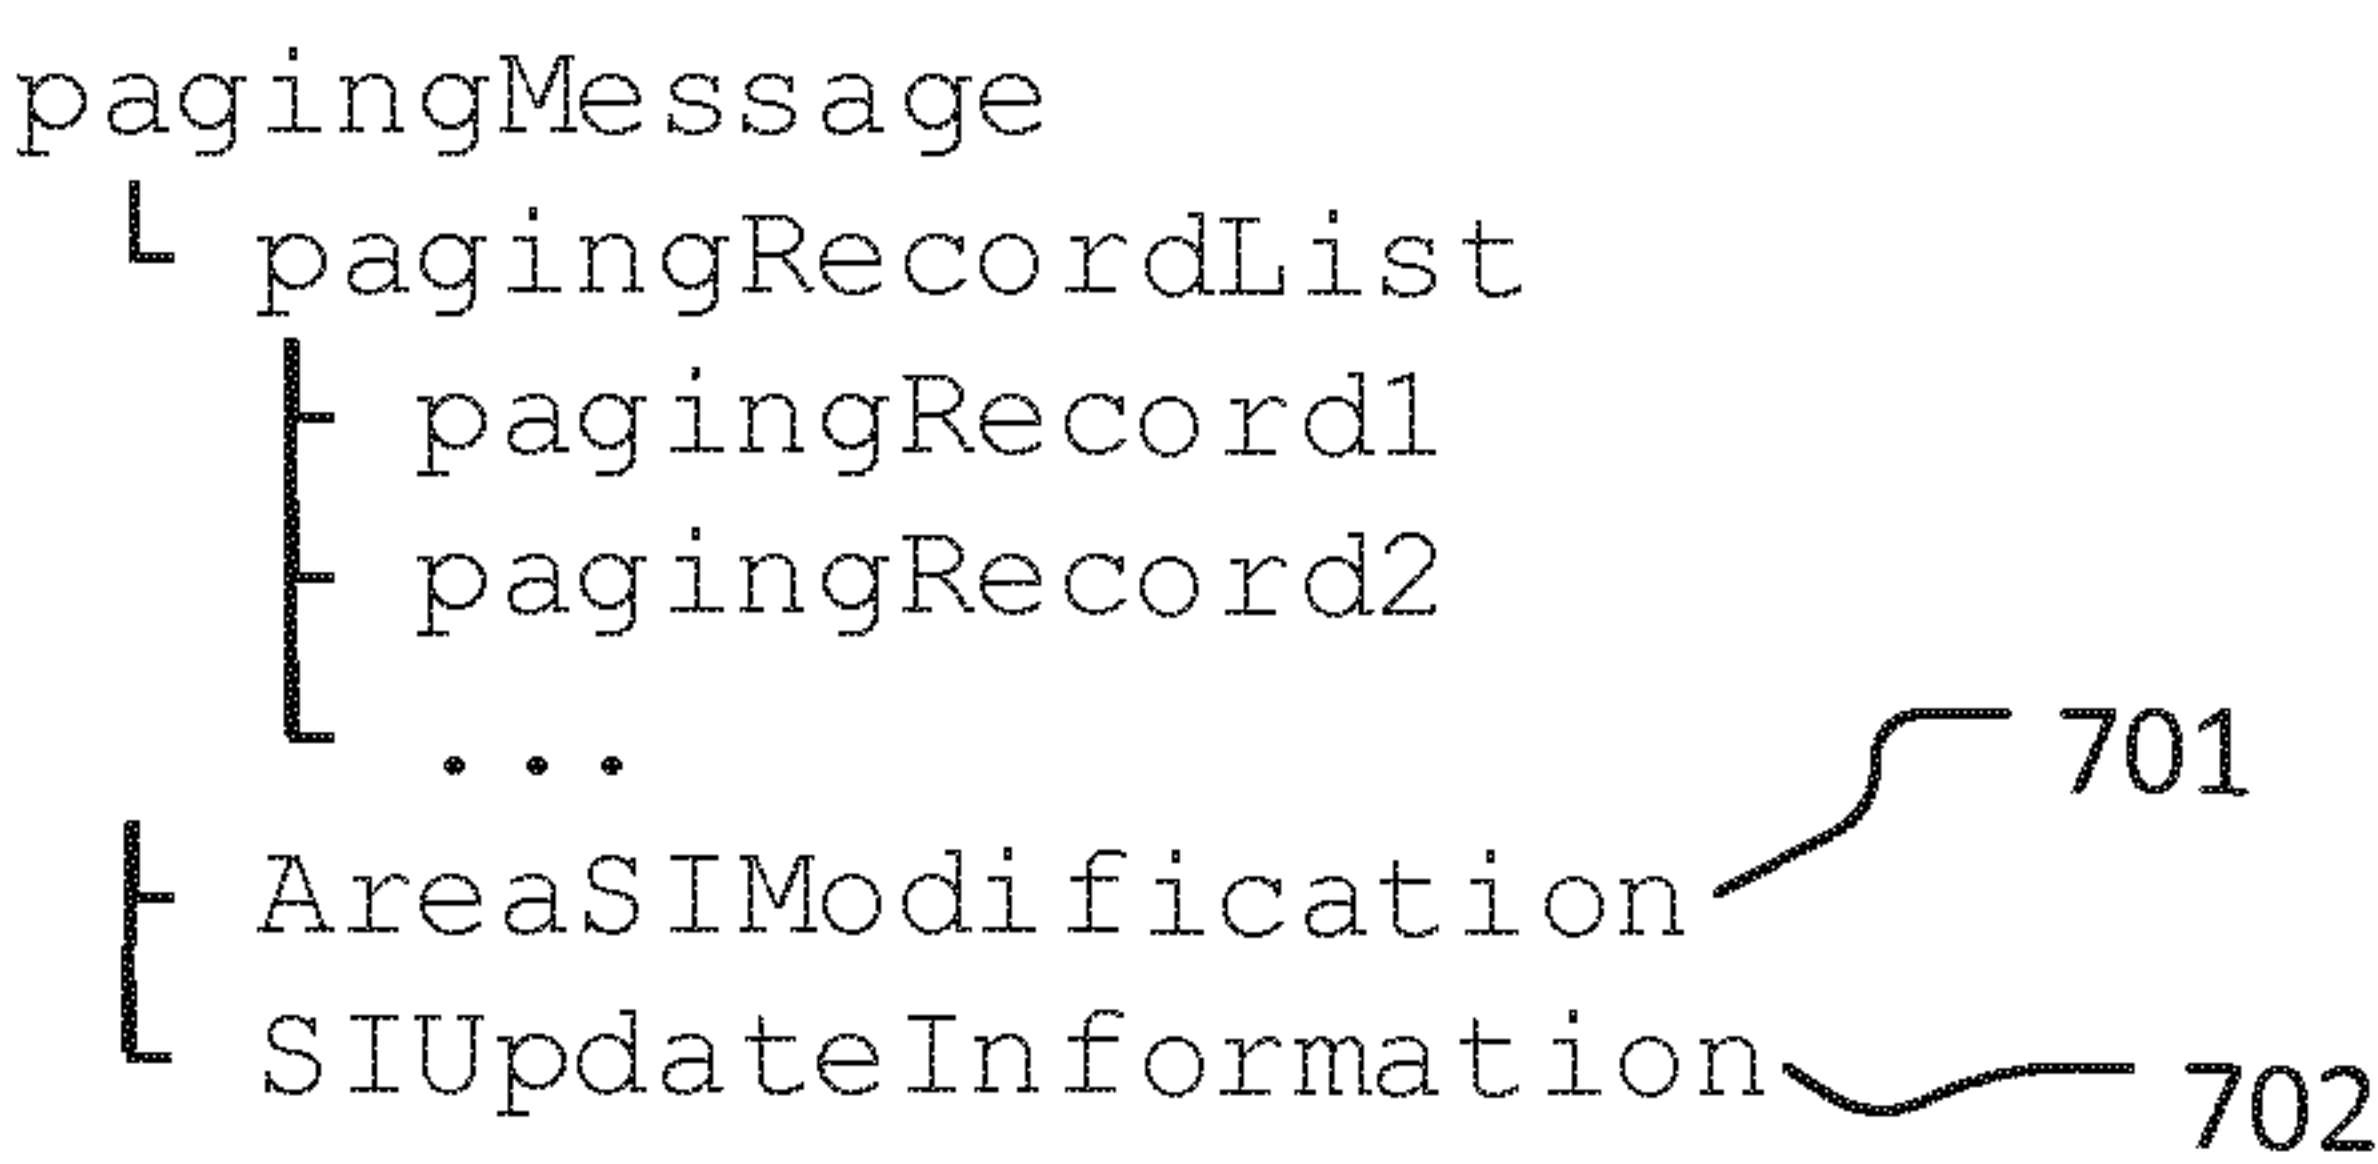 pagingMessage
pagingRecordList
pagingRecord1
pagingRecord2
...
701
AreaSIModification
SIUpdateInformation
702